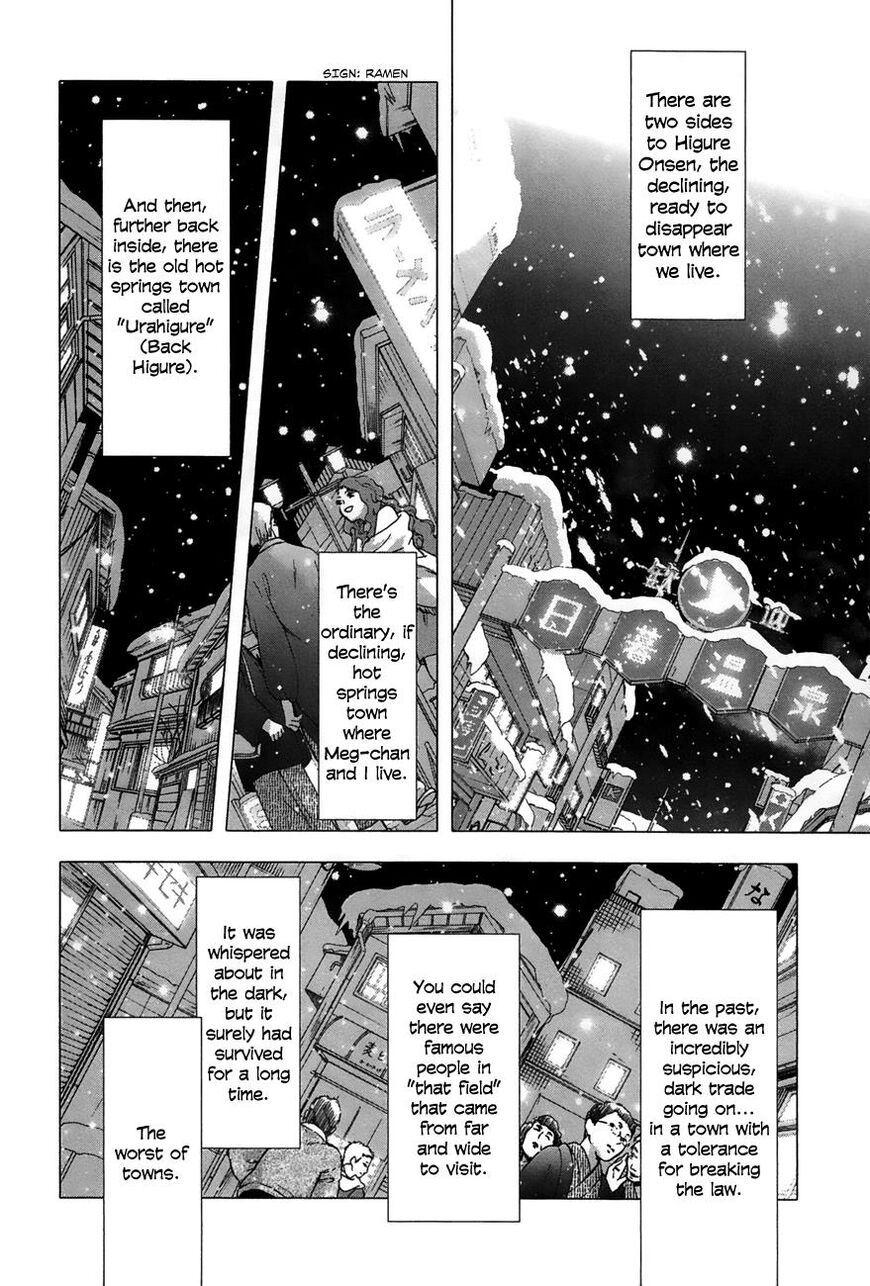 There are
two sides
to Higure
Onsen, the
declining,
ready to
disappear
town where
we live.
日暮温泉
SIGN: RAMEN
ラーメン
There's
the
ordinary, if
declining,
hot
springs
town
where
Meg-chan
and I live.
And then,
further back
inside, there
is the old hot
springs town
called
"Urahigure"
(Back
Higure).
な
In the past,
there was an
incredibly
suspicious,
dark trade
going on...
in a town with
a tolerance
for breaking
the law.
You could
even say
there were
famous
people in
"that field"
that came
from far
and wide
to visit.
It was
whispered
about in
the dark,
but it
surely had
survived
for a long
time.
The
worst of
towns.